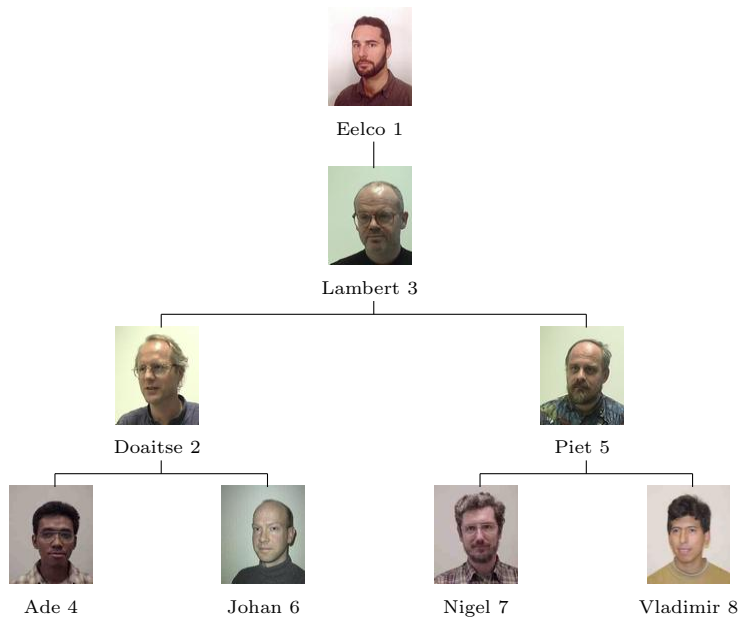 Eelco 1
Lambert 3
Doaitse 2
Piet 5
Ade 4
Johan 6
Nigel 7
Vladimir 8